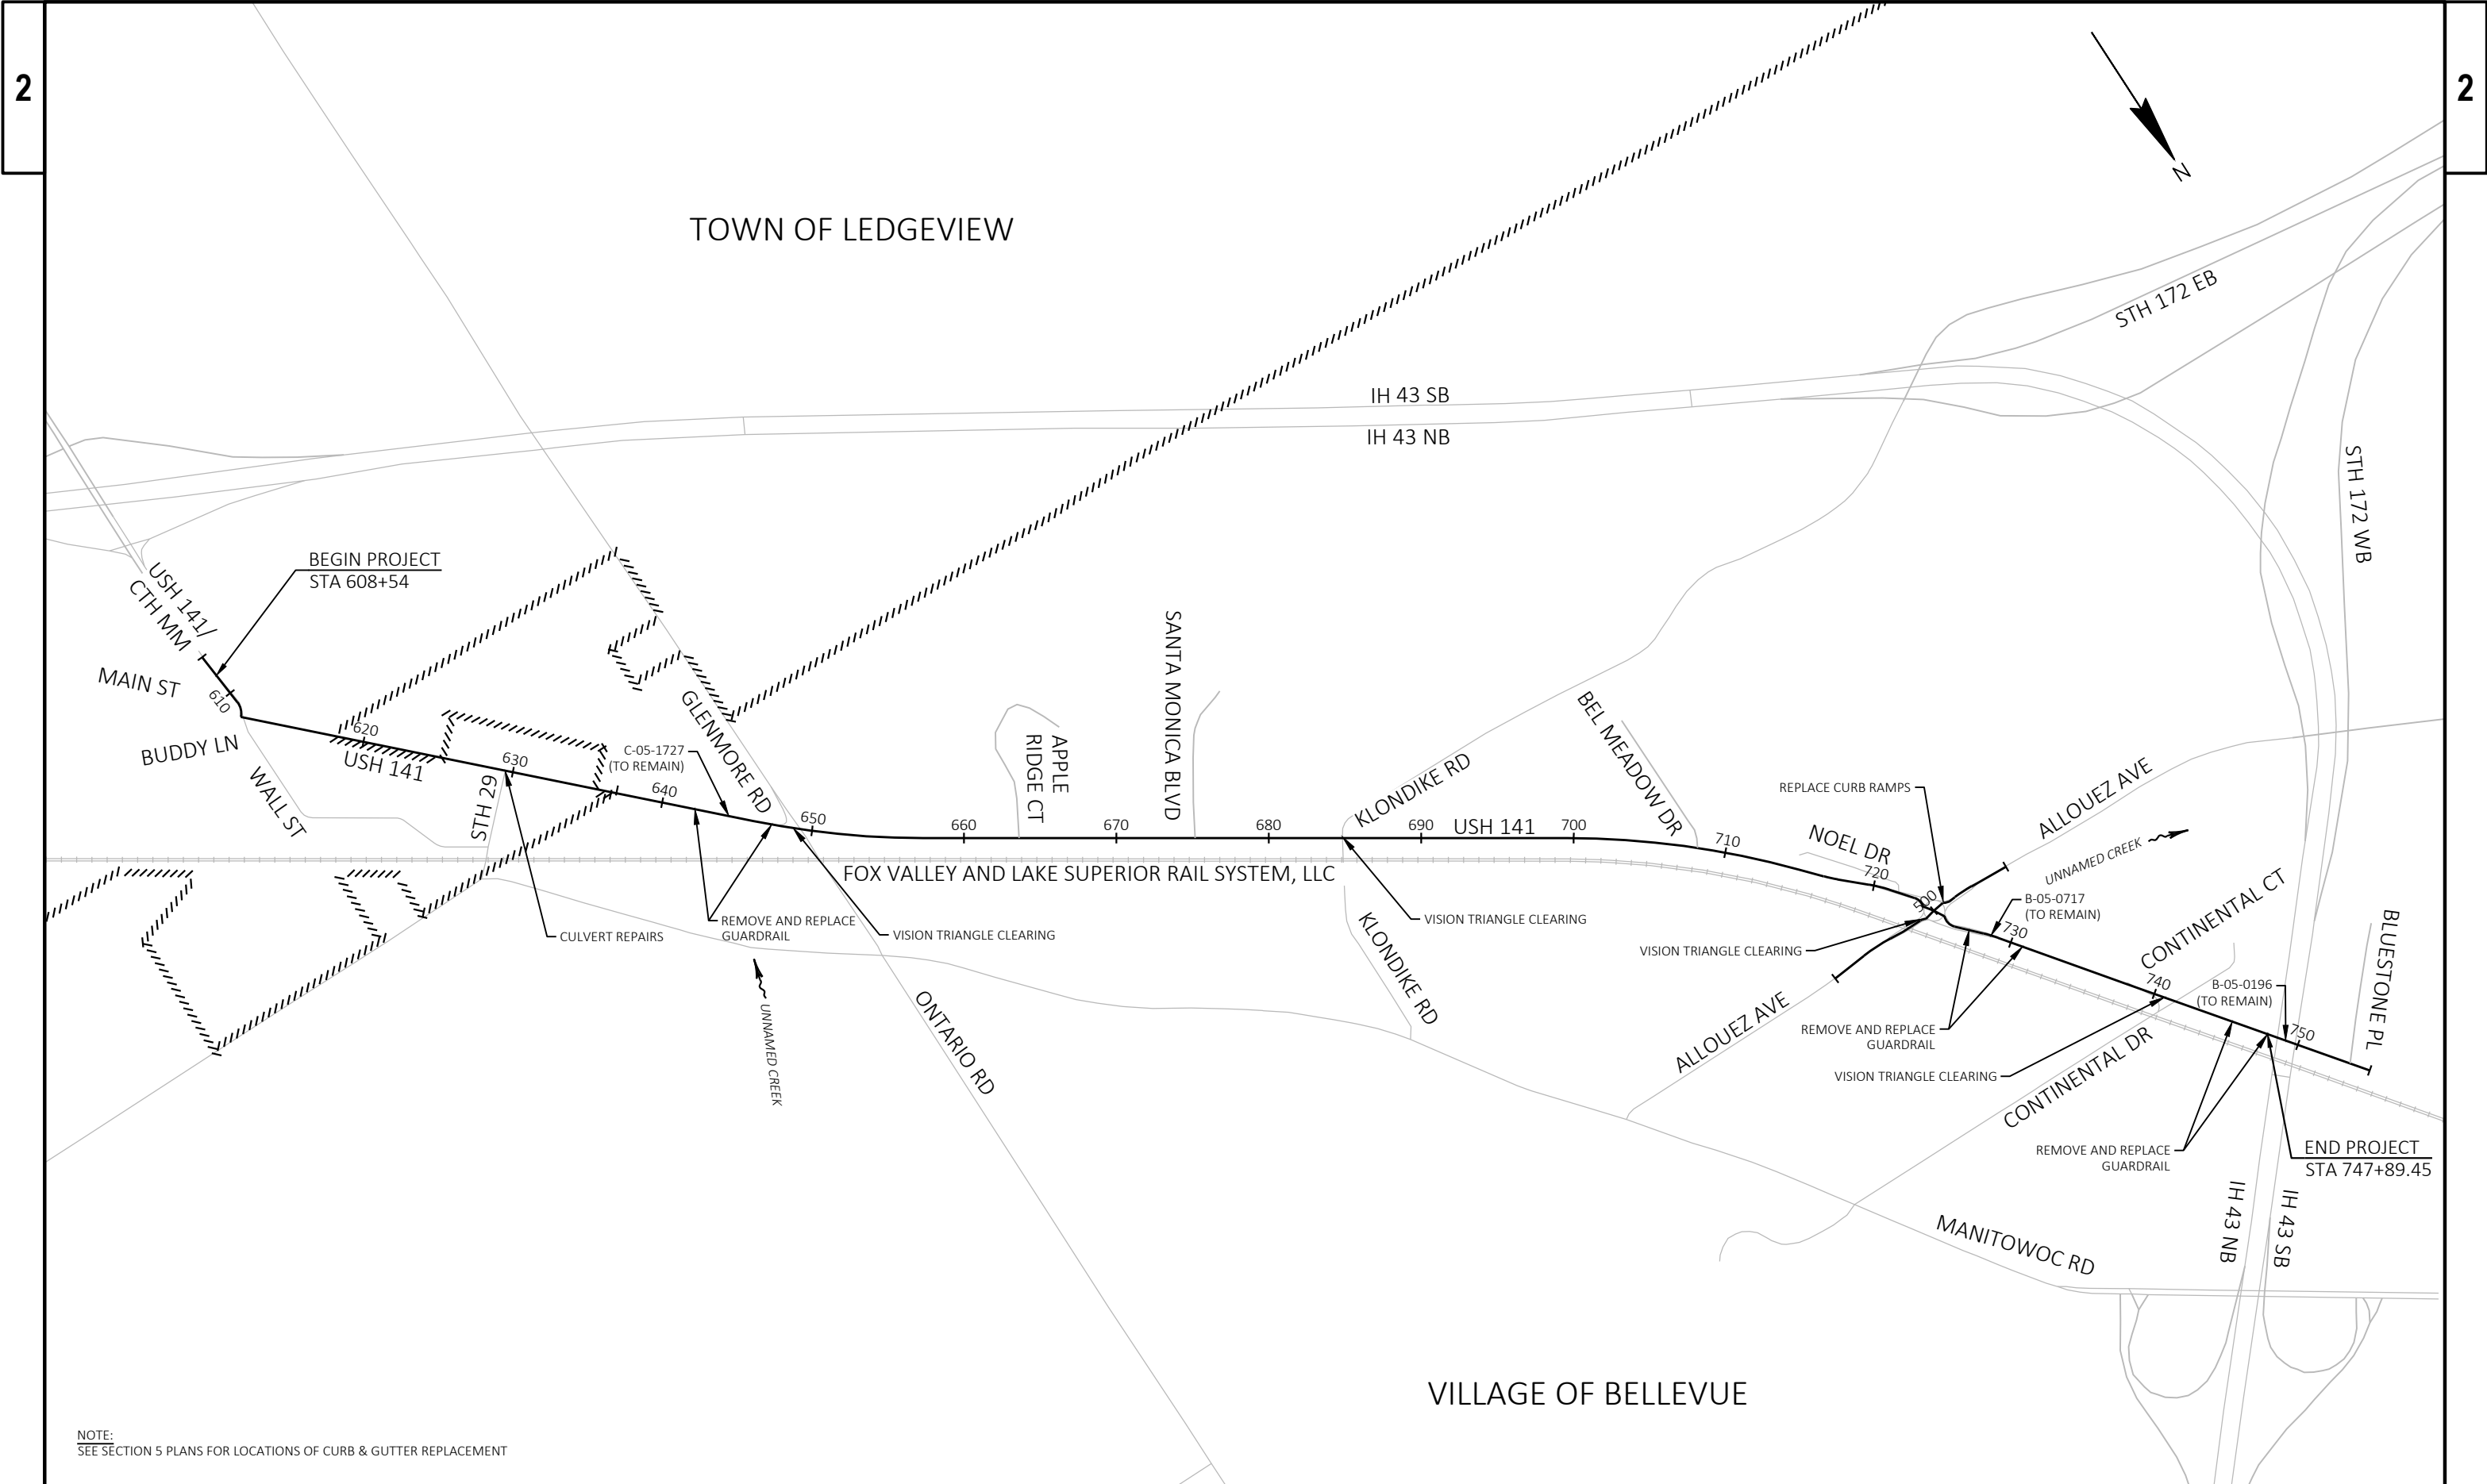 2
2
N
TOWN OF LEDGEVIEW
STH 172 EB
IH 43 SB
IH 43 NB
STH 172 WB
BEGIN PROJECT
STA 608+54
USH 141/
CTH MM
MAIN ST
610
BUDDY LN
WALL ST
620
USH 141
STH 29
630
C-05-1727
(TO REMAIN)
640
GLENMORE RD
650
APPLE
RIDGE CT
SANTA MONICA BLVD
660
670
680
KLONDIKE RD
690
USH 141
700
BEL MEADOW DR
710
NOEL DR
720
REPLACE CURB RAMPS
ALLOUEZ AVE
UNNAMED CREEK
500
B-05-0717
(TO REMAIN)
730
FOX VALLEY AND LAKE SUPERIOR RAIL SYSTEM, LLC
CULVERT REPAIRS
REMOVE AND REPLACE
GUARDRAIL
VISION TRIANGLE CLEARING
VISION TRIANGLE CLEARING
KLONDIKE RD
VISION TRIANGLE CLEARING
CONTINENTAL CT
740
B-05-0196
(TO REMAIN)
750
BLUESTONE PL
UNNAMED CREEK
ONTARIO RD
ALLOUEZ AVE
REMOVE AND REPLACE
GUARDRAIL
VISION TRIANGLE CLEARING
CONTINENTAL DR
REMOVE AND REPLACE
GUARDRAIL
END PROJECT
STA 747+89.45
MANITOWOC RD
IH 43 NB
IH 43 SB
VILLAGE OF BELLEVUE
NOTE:
SEE SECTION 5 PLANS FOR LOCATIONS OF CURB & GUTTER REPLACEMENT